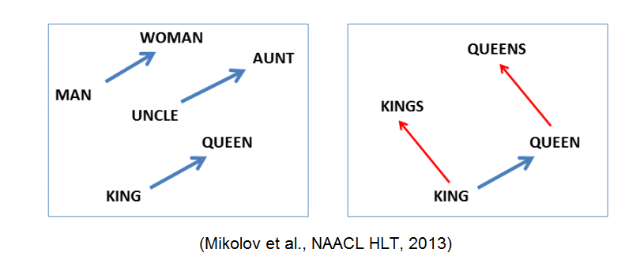 WOMAN
AUNT
MAN
UNCLE
QUEEN
KING
QUEENS
KINGS
QUEEN
KING
(Mikolov et al., NAACL HLT, 2013)